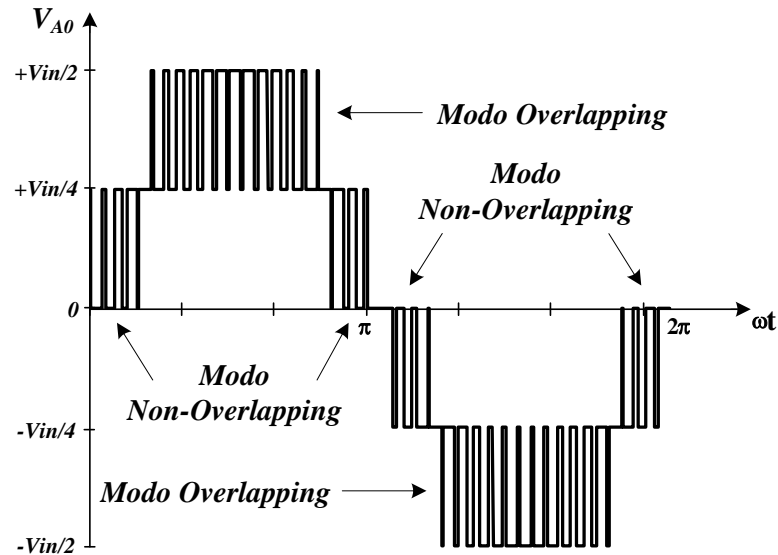 V_A0
+Vin/2
Modo Overlapping
+Vin/4
Modo
Non-Overlapping
0
π
2π
ωt
Modo
Non-Overlapping
-Vin/4
Modo Overlapping
-Vin/2